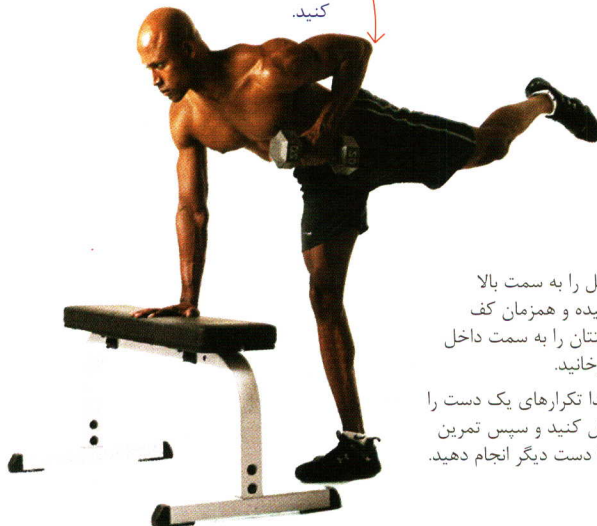 کنید.
ل را به سمت بالا
یده و همزمان کف
تتان را به سمت داخل
خانید.
دا تکرارهای یک دست را
ل کنید و سپس تمرین
دست دیگر انجام دهید.